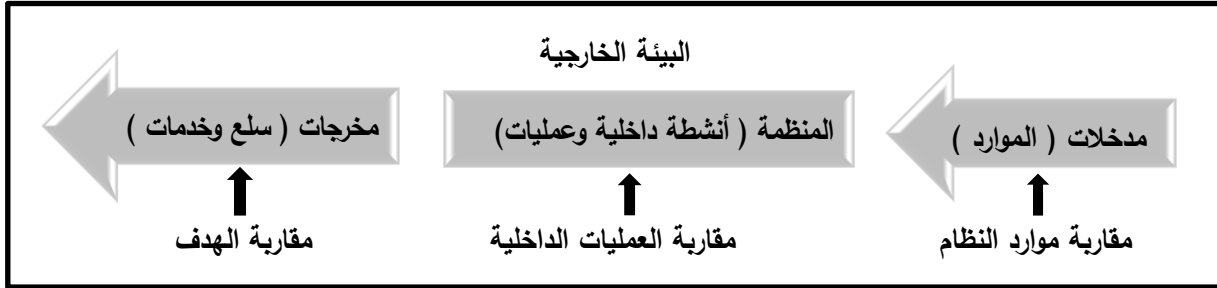 البيئة الخارجية
مدخلات ( الموارد )
المنظمة ( أنشطة داخلية وعمليات)
مخرجات ( سلع وخدمات )
مقاربة موارد النظام
مقاربة العمليات الداخلية
مقاربة الهدف